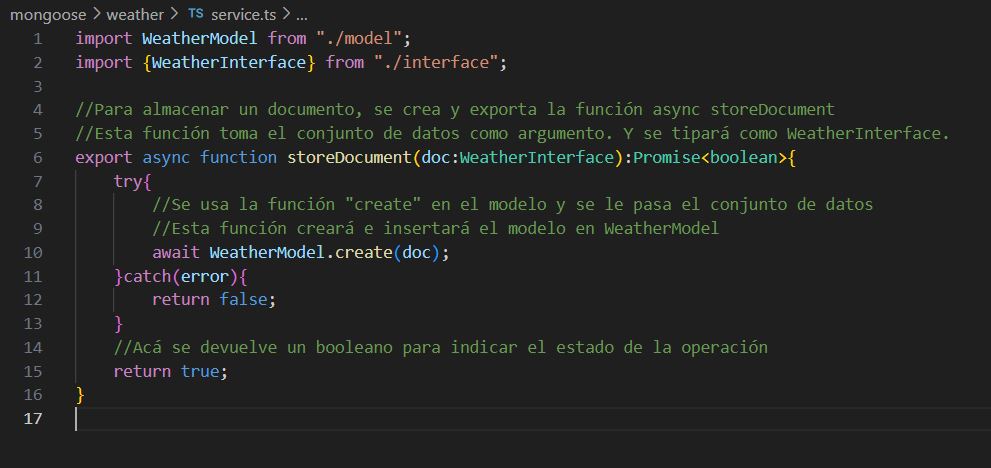 mongoose > weather > TS service.ts > ...
1 import WeatherModel from "./model";
2 import {WeatherInterface} from "./interface";
3
4 //Para almacenar un documento, se crea y exporta la función async storeDocument
5 //Esta función toma el conjunto de datos como argumento. Y se tipará como WeatherInterface.
6 export async function storeDocument(doc:WeatherInterface):Promise<boolean>{
7     try{
8         //Se usa la función "create" en el modelo y se le pasa el conjunto de datos
9         //Esta función creará e insertará el modelo en WeatherModel
10         await WeatherModel.create(doc);
11     }catch(error){
12         return false;
13     }
14     //Acá se devuelve un booleano para indicar el estado de la operación
15     return true;
16 }
17